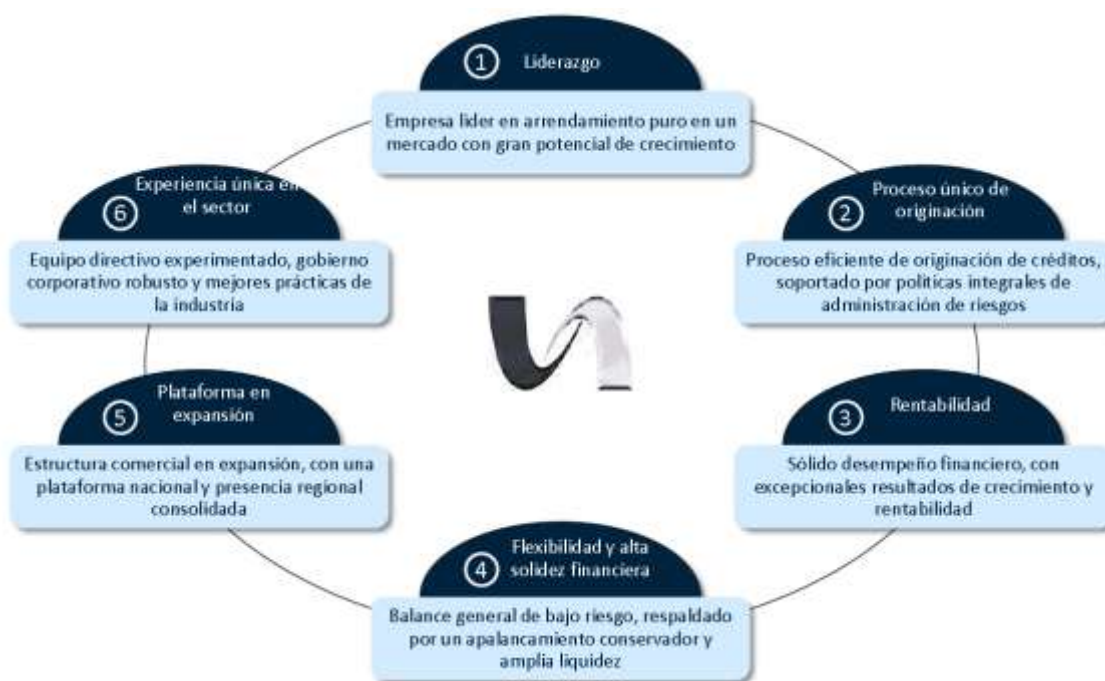 1
Liderazgo
Empresa líder en arrendamiento puro en un
mercado con gran potencial de crecimiento
2
Proceso único de
originación
Proceso eficiente de originación de créditos,
soportado por políticas integrales de
administración de riesgos
3
Rentabilidad
Sólido desempeño financiero, con
excepcionales resultados de crecimiento y
rentabilidad
4
Flexibilidad y alta
solidez financiera
Balance general de bajo riesgo, respaldado
por un apalancamiento conservador y
amplia liquidez
5
Plataforma en
expansión
Estructura comercial en expansión, con una
plataforma nacional y presencia regional
consolidada
6
Experiencia única en
el sector
Equipo directivo experimentado, gobierno
corporativo robusto y mejores prácticas de
la industria